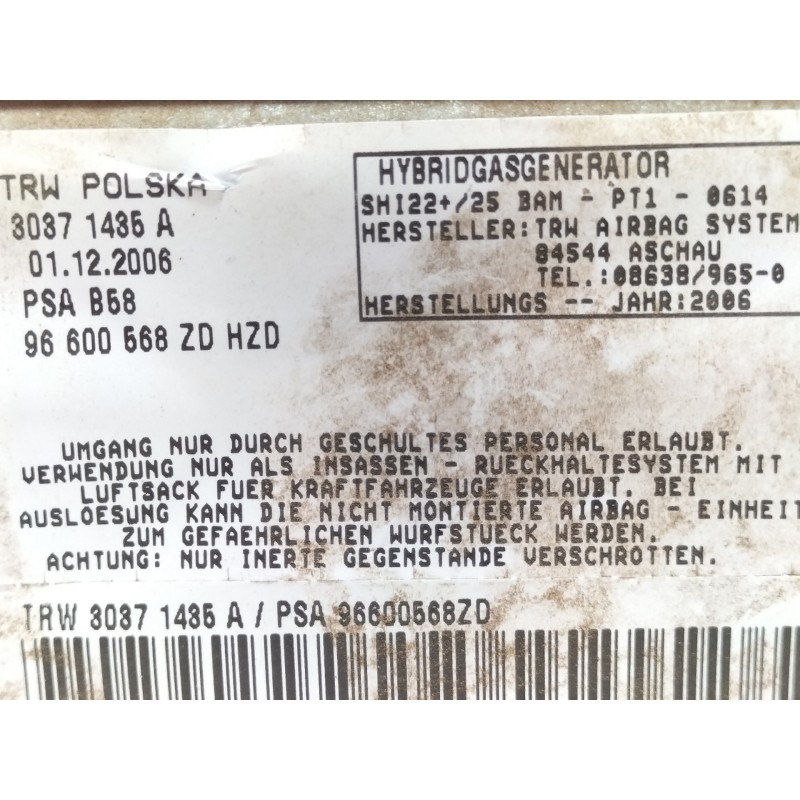 TRW POLSKA
3037 1435 A
01.12.2006
PSA B58
96 600 568 ZD HZD
HYBRIDGASGENERATOR
SHI22+/25 BAM - PT1 - 0614
HERSTELLER: TRW AIRBAG SYSTEM
84544 ASCHAU
TEL.:08638/965-0
HERSTELLUNGS -- JAHR:2006
UMGANG NUR DURCH GESCHULTES PERSONAL ERLAUBT.
VERWENDUNG NUR ALS INSASSEN - RUECKHALTESYSTEM MIT
LUFTSACK FUER KRAFTFAHRZEUGE ERLAUBT. BEI
AUSLOESUNG KANN DIE NICHT MONTIERTE AIRBAG - EINHEIT
ZUM GEFAEHRLICHEN WURFSTUECK WERDEN.
ACHTUNG: NUR INERTE GEGENSTANDE VERSCHROTTEN.
TRW 3037 1435 A / PSA 96600568ZD